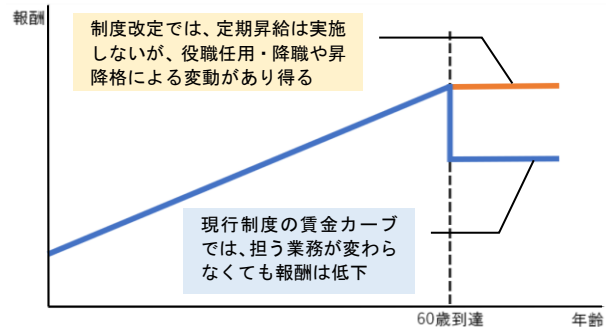 報酬
制度改定では、定期昇給は実施
しないが、役職任用・降職や昇
降格による変動があり得る
現行制度の賃金カーブ
では、担う業務が変わら
なくても報酬は低下
60歳到達
年齢